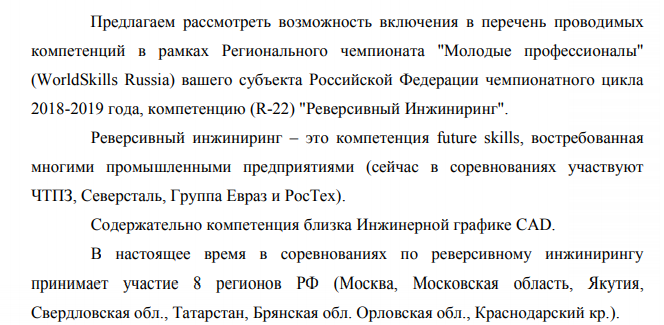 Предлагаем рассмотреть возможность включения в перечень проводимых
компетенций в рамках Регионального чемпионата "Молодые профессионалы"
(WorldSkills Russia) вашего субъекта Российской Федерации чемпионатного цикла
2018-2019 года, компетенцию (R-22) "Реверсивный Инжиниринг".
Реверсивный инжиниринг – это компетенция future skills, востребованная
многими промышленными предприятиями (сейчас в соревнованиях участвуют
ЧТПЗ, Северсталь, Группа Евраз и РосТех).
Содержательно компетенция близка Инжинерной графике CAD.
В настоящее время в соревнованиях по реверсивному инжинирингу
принимает участие 8 регионов РФ (Москва, Московская область, Якутия,
Свердловская обл., Татарстан, Брянская обл. Орловская обл., Краснодарский кр.).